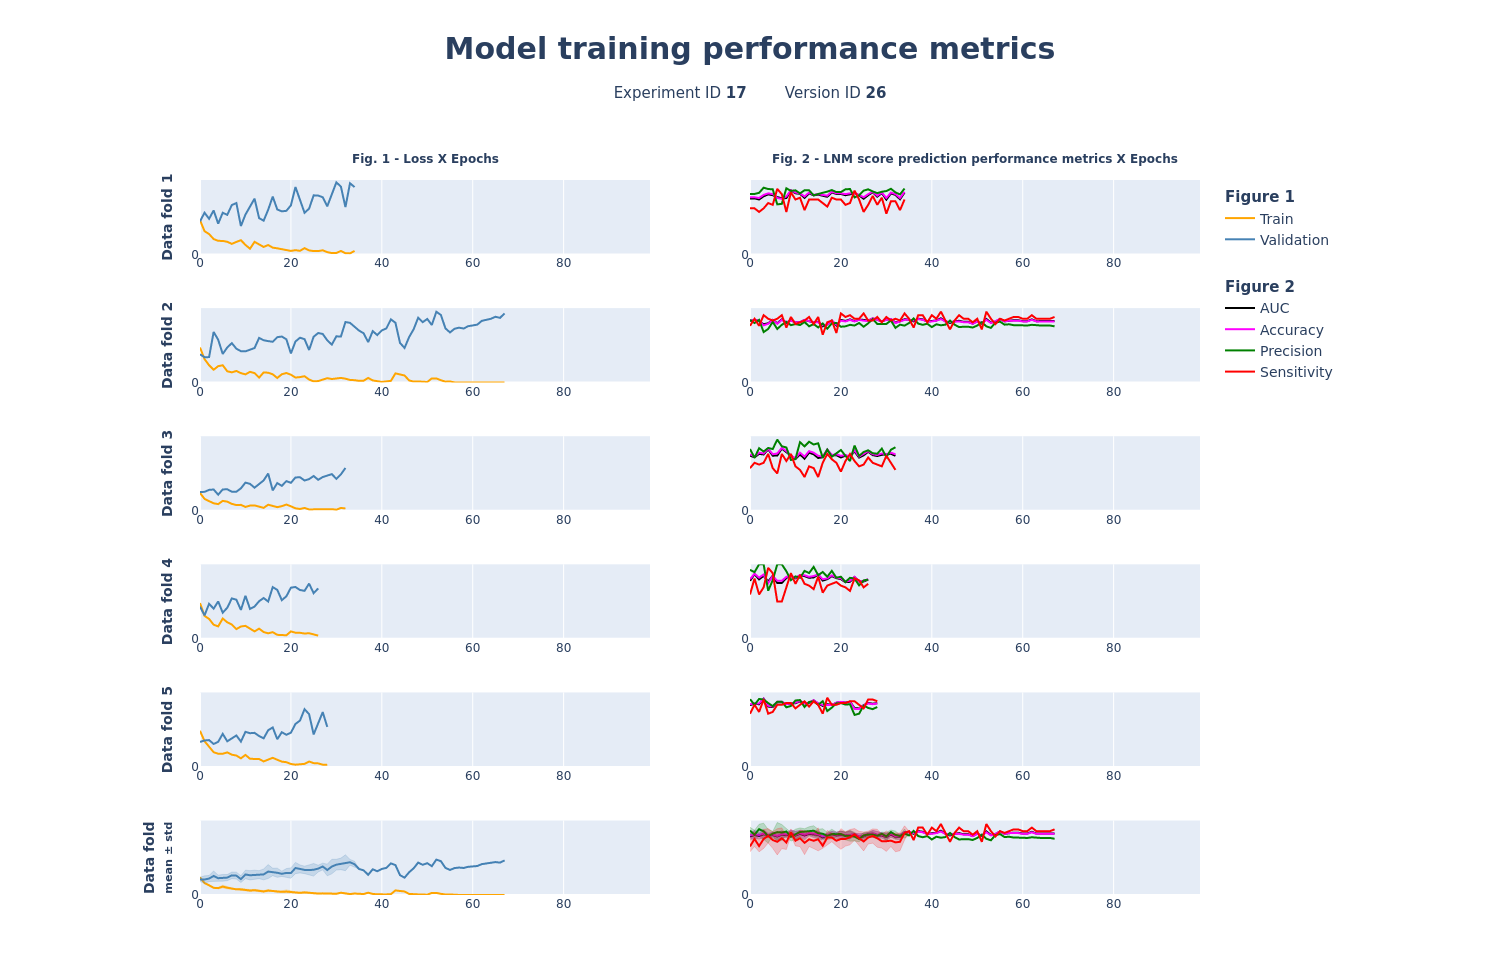 Model training performance metrics
Experiment ID 17 Version ID 26
Fig. 1 - Loss X Epochs
Fig. 2 - LNM score prediction performance metrics X Epochs
Data fold 1
0
0 20 40 60 80
0
0 20 40 60 80
Data fold 2
0
0 20 40 60 80
0
0 20 40 60 80
Data fold 3
0
0 20 40 60 80
0
0 20 40 60 80
Data fold 4
0
0 20 40 60 80
0
0 20 40 60 80
Data fold 5
0
0 20 40 60 80
0
0 20 40 60 80
Data fold
mean ± std
0
0 20 40 60 80
0
0 20 40 60 80
Figure 1
Train
Validation
Figure 2
AUC
Accuracy
Precision
Sensitivity